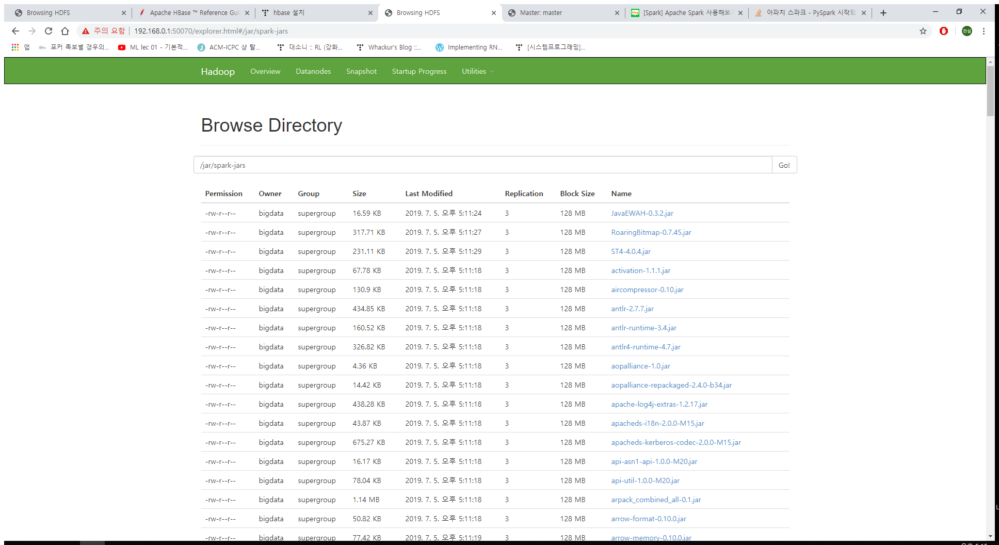 Browsing HDFS
Apache HBase ™ Reference Gui
hbase 설치
Browsing HDFS
Master: master
[Spark] Apache Spark 사용해보
아파치 스파크 - PySpark 시작되
주의 요함
192.168.0.1:50070/explorer.html#/jar/spark-jars
한설
앱
포커 족보별 경우의...
ML lec 01 - 기본적...
ACM-ICPC 상 탈...
대소니 :: RL (강화...
Whackur's Blog ::...
Implementing RN...
[시스템프로그래밍]...
Hadoop Overview Datanodes Snapshot Startup Progress Utilities
Browse Directory
/jar/spark-jars Go!
Permission Owner Group Size Last Modified Replication Block Size Name
-rw-r--r-- bigdata supergroup 16.59 KB 2019. 7. 5. 오후 5:11:24 3 128 MB JavaEWAH-0.3.2.jar
-rw-r--r-- bigdata supergroup 317.71 KB 2019. 7. 5. 오후 5:11:27 3 128 MB RoaringBitmap-0.7.45.jar
-rw-r--r-- bigdata supergroup 231.11 KB 2019. 7. 5. 오후 5:11:29 3 128 MB ST4-4.0.4.jar
-rw-r--r-- bigdata supergroup 67.78 KB 2019. 7. 5. 오후 5:11:18 3 128 MB activation-1.1.1.jar
-rw-r--r-- bigdata supergroup 130.9 KB 2019. 7. 5. 오후 5:11:18 3 128 MB aircompressor-0.10.jar
-rw-r--r-- bigdata supergroup 434.85 KB 2019. 7. 5. 오후 5:11:18 3 128 MB antlr-2.7.7.jar
-rw-r--r-- bigdata supergroup 160.52 KB 2019. 7. 5. 오후 5:11:18 3 128 MB antlr-runtime-3.4.jar
-rw-r--r-- bigdata supergroup 326.82 KB 2019. 7. 5. 오후 5:11:18 3 128 MB antlr4-runtime-4.7.jar
-rw-r--r-- bigdata supergroup 4.36 KB 2019. 7. 5. 오후 5:11:18 3 128 MB aopalliance-1.0.jar
-rw-r--r-- bigdata supergroup 14.42 KB 2019. 7. 5. 오후 5:11:18 3 128 MB aopalliance-repackaged-2.4.0-b34.jar
-rw-r--r-- bigdata supergroup 438.28 KB 2019. 7. 5. 오후 5:11:18 3 128 MB apache-log4j-extras-1.2.17.jar
-rw-r--r-- bigdata supergroup 43.87 KB 2019. 7. 5. 오후 5:11:18 3 128 MB apacheds-i18n-2.0.0-M15.jar
-rw-r--r-- bigdata supergroup 675.27 KB 2019. 7. 5. 오후 5:11:18 3 128 MB apacheds-kerberos-codec-2.0.0-M15.jar
-rw-r--r-- bigdata supergroup 16.17 KB 2019. 7. 5. 오후 5:11:18 3 128 MB api-asn1-api-1.0.0-M20.jar
-rw-r--r-- bigdata supergroup 78.04 KB 2019. 7. 5. 오후 5:11:18 3 128 MB api-util-1.0.0-M20.jar
-rw-r--r-- bigdata supergroup 1.14 MB 2019. 7. 5. 오후 5:11:18 3 128 MB arpack_combined_all-0.1.jar
-rw-r--r-- bigdata supergroup 50.82 KB 2019. 7. 5. 오후 5:11:18 3 128 MB arrow-format-0.10.0.jar
-rw-r--r-- bigdata supergroup 77.42 KB 2019. 7. 5. 오후 5:11:19 3 128 MB arrow-memory-0.10.0.jar